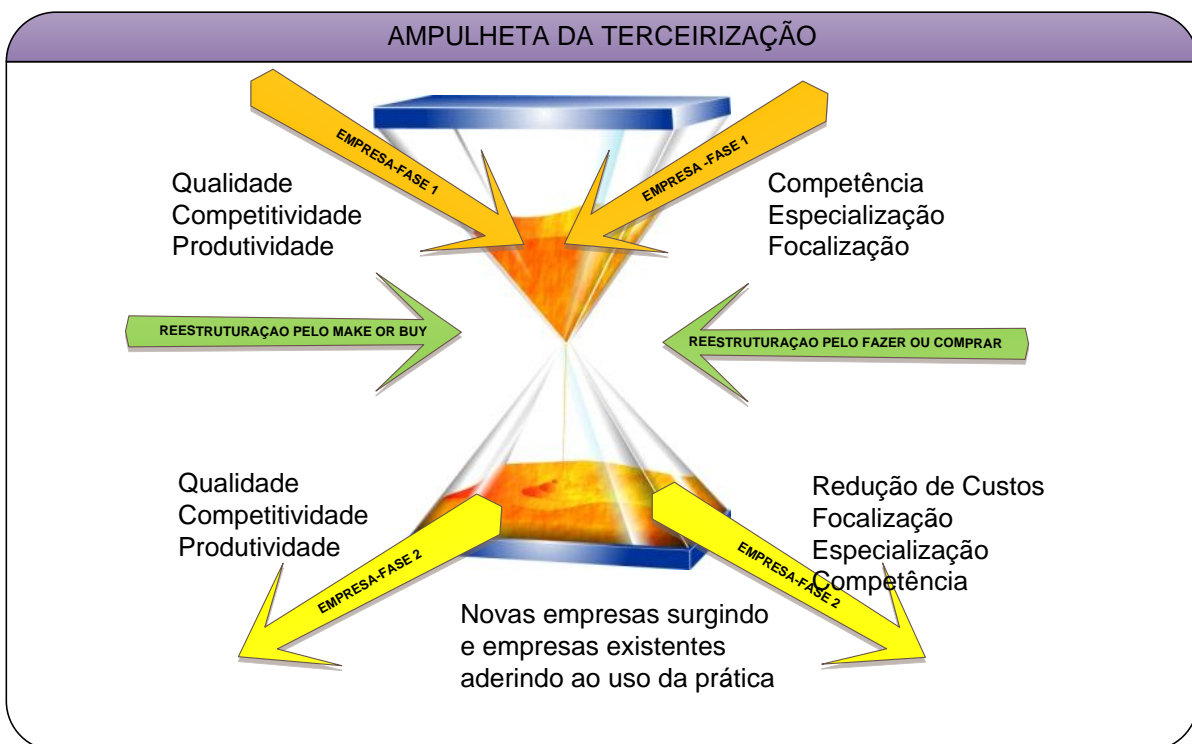 AMPULHETA DA TERCEIRIZAÇÃO
EMPRESA-FASE 1
EMPRESA -FASE 1
Qualidade
Competitividade
Produtividade
Competência
Especialização
Focalização
REESTRUTURAÇAO PELO MAKE OR BUY
REESTRUTURAÇAO PELO FAZER OU COMPRAR
Qualidade
Competitividade
Produtividade
Redução de Custos
Focalização
Especialização
Competência
EMPRESA-FASE 2
EMPRESA-FASE 2
Novas empresas surgindo
e empresas existentes
aderindo ao uso da prática